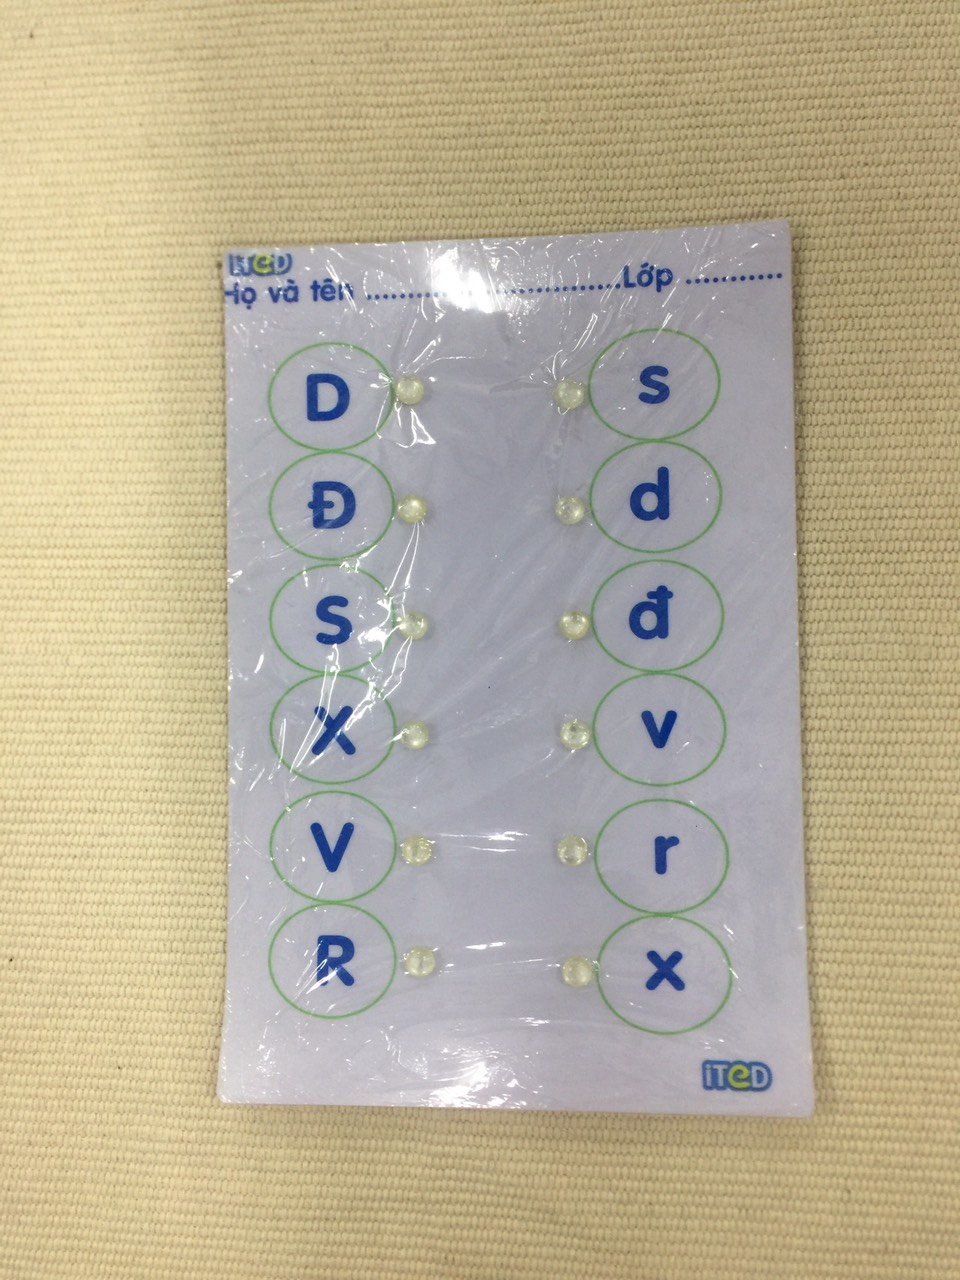 iTeD
Họ và tên ........................................Lớp ...........
D s
Đ d
S đ
X v
V r
R x
iTeD